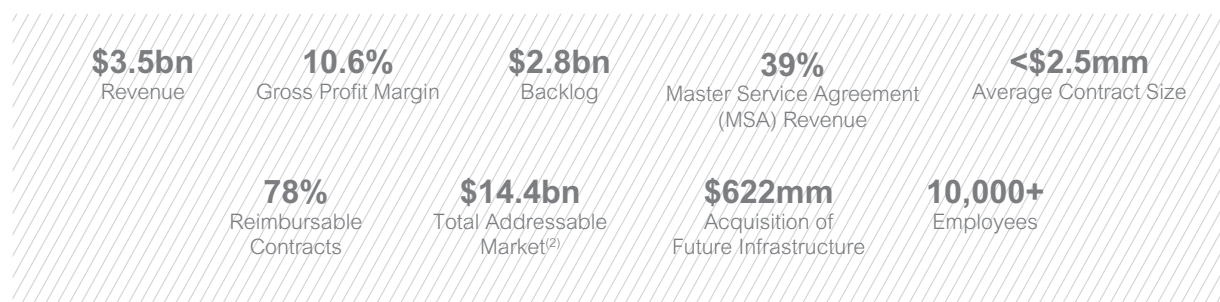 $3.5bn
Revenue
10.6%
Gross Profit Margin
$2.8bn
Backlog
39%
Master Service Agreement
(MSA) Revenue
<$2.5mm
Average Contract Size
78%
Reimbursable
Contracts
$14.4bn
Total Addressable
Market(2)
$622mm
Acquisition of
Future Infrastructure
10,000+
Employees